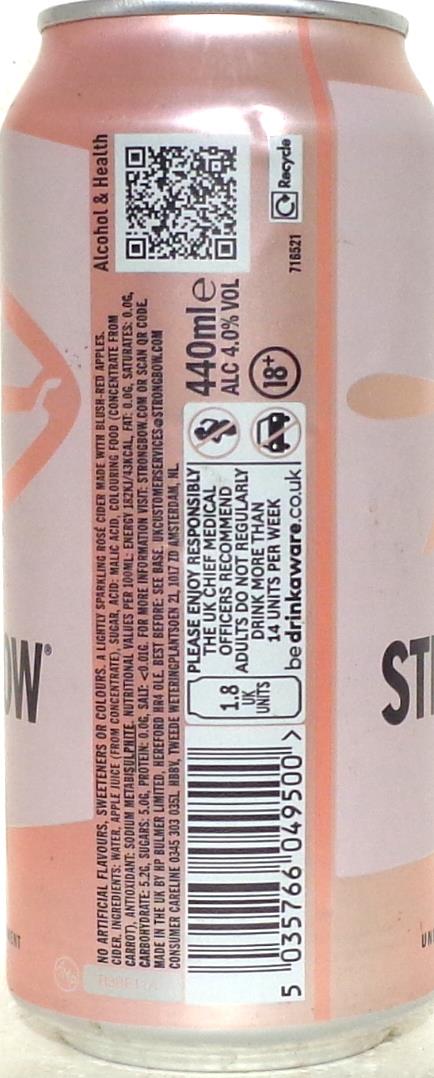 NO ARTIFICIAL FLAVOURS, SWEETENERS OR COLOURS. A LIGHTLY SPARKLING ROSÉ CIDER MADE WITH BLUSH-RED APPLES.
CIDER. INGREDIENTS: WATER, APPLE JUICE (FROM CONCENTRATE), SUGAR, ACID: MALIC ACID, COLOURING FOOD (CONCENTRATE FROM
CARROT), ANTIOXIDANT: SODIUM METABISULPHITE. NUTRITIONAL VALUES PER 100ML: ENERGY 182KJ/43KCAL, FAT: 0.0G, SATURATES: 0.0G,
CARBOHYDRATE: 5.2G, SUGARS: 5.0G, PROTEIN: 0.0G, SALT: <0.01G. FOR MORE INFORMATION VISIT: STRONGBOW.COM OR SCAN QR CODE.
MADE IN THE UK BY HP BULMER LIMITED, HEREFORD HR4 0LE. BEST BEFORE: SEE BASE. UKCUSTOMERSERVICES@STRONGBOW.COM
CONSUMER CARELINE 0345 303 0351. HBBV, TWEEDE WETERINGPLANTSOEN 21, 1017 ZD AMSTERDAM, NL.
Alcohol & Health
440ml e
ALC 4.0% VOL
18+
Recycle
716521
PLEASE ENJOY RESPONSIBLY
THE UK CHIEF MEDICAL
OFFICERS RECOMMEND
ADULTS DO NOT REGULARLY
DRINK MORE THAN
14 UNITS PER WEEK
be drinkaware.co.uk
1.8
UK
UNITS
5 035766 049500 >
OW®
ST
UN